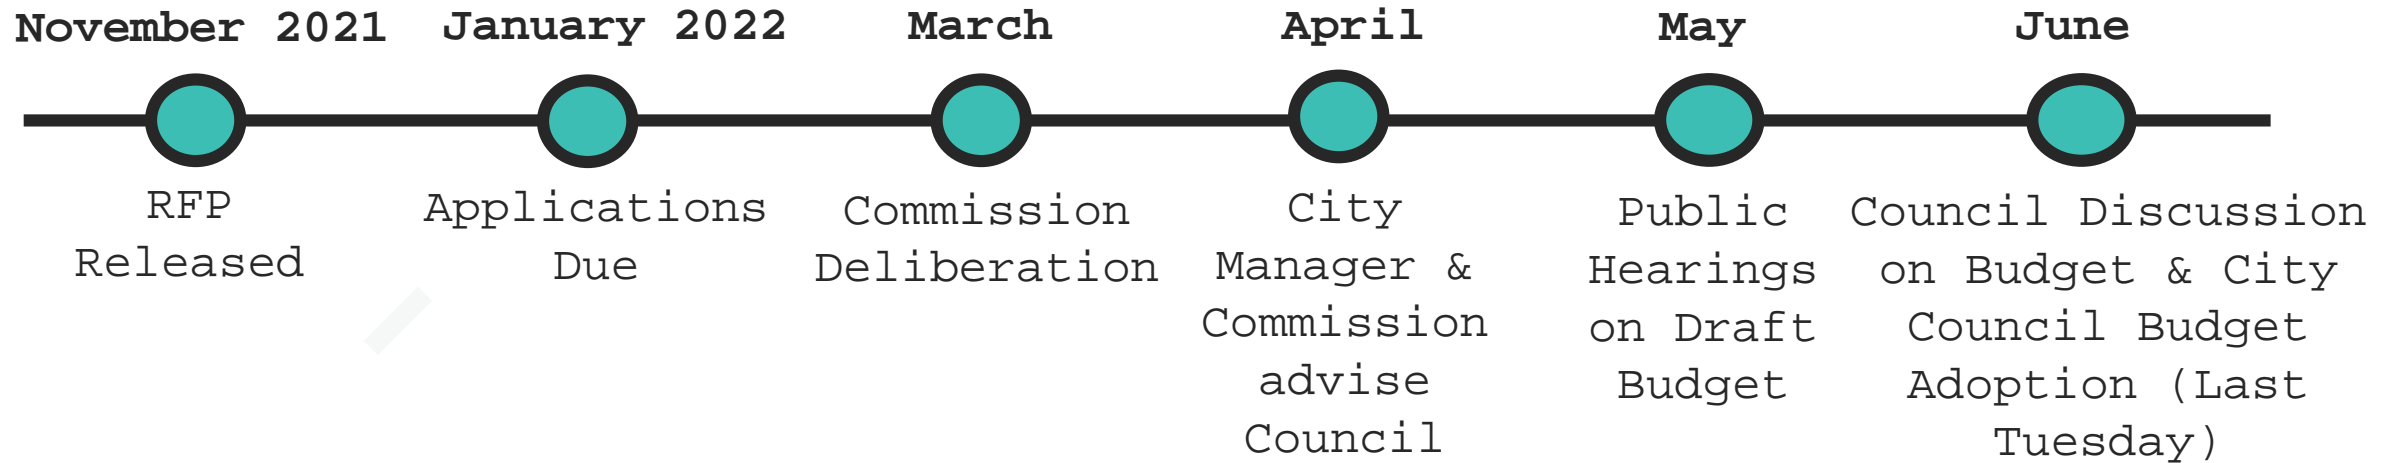 November 2021
January 2022
March
April
May
June
RFP
Released
Applications
Due
Commission
Deliberation
City
Manager &
Commission
advise
Council
Public
Hearings
on Draft
Budget
Council Discussion
on Budget & City
Council Budget
Adoption (Last
Tuesday)